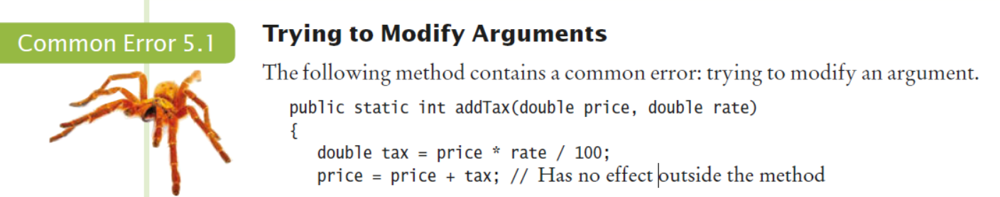 Common Error 5.1
Trying to Modify Arguments
The following method contains a common error: trying to modify an argument.
public static int addTax(double price, double rate)
{
double tax = price * rate / 100;
price = price + tax; // Has no effect outside the method